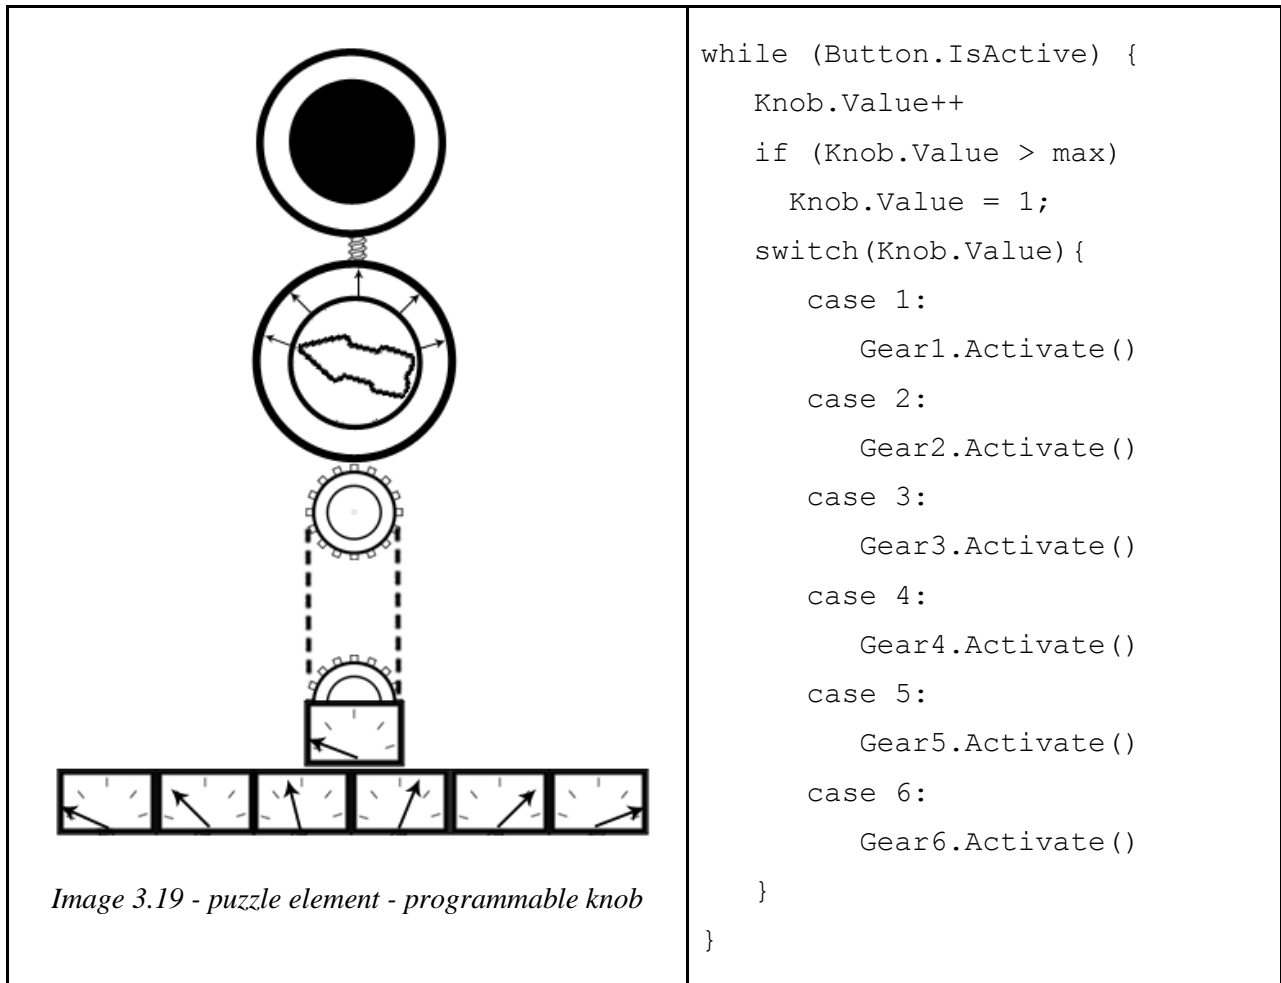 Image 3.19 - puzzle element - programmable knob
while (Button.IsActive) {
Knob.Value++
if (Knob.Value > max)
Knob.Value = 1;
switch(Knob.Value){
case 1:
Gear1.Activate()
case 2:
Gear2.Activate()
case 3:
Gear3.Activate()
case 4:
Gear4.Activate()
case 5:
Gear5.Activate()
case 6:
Gear6.Activate()
}
}